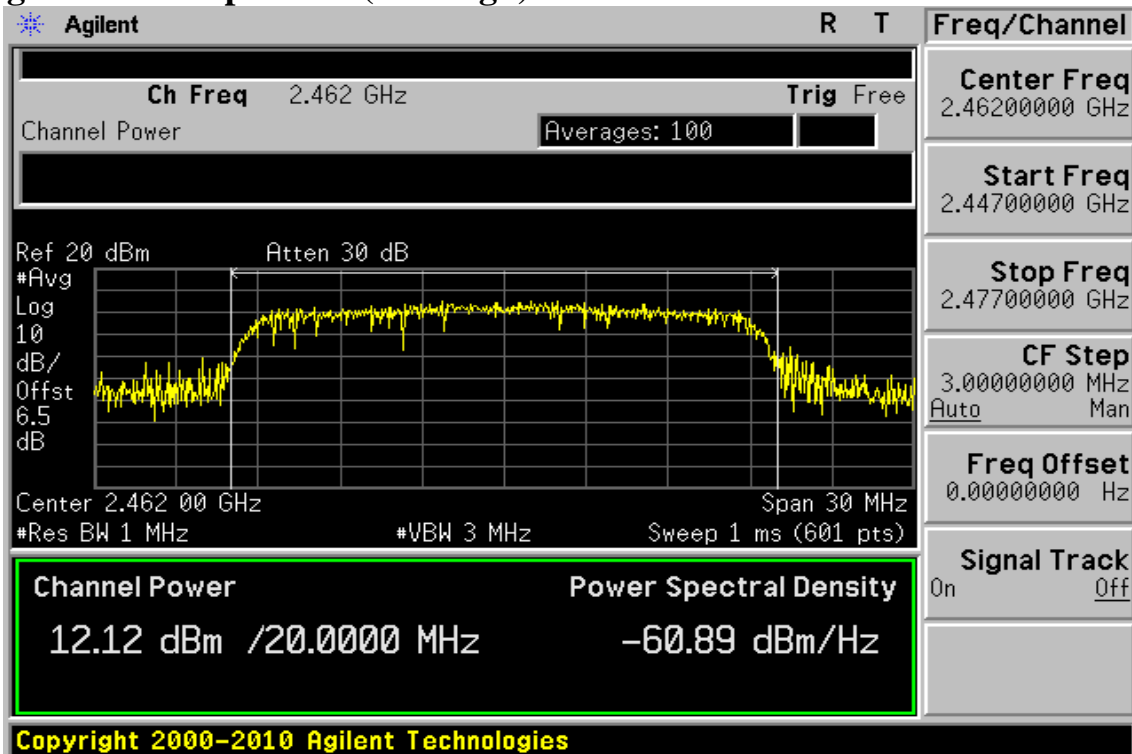 Agilent R T
Freq/Channel
Ch Freq 2.462 GHz Trig Free
Channel Power Averages: 100
Ref 20 dBm Atten 30 dB
#Avg
Log
10
dB/
Offst
6.5
dB
Center 2.462 00 GHz Span 30 MHz
#Res BW 1 MHz #VBW 3 MHz Sweep 1 ms (601 pts)
Channel Power Power Spectral Density
12.12 dBm /20.0000 MHz -60.89 dBm/Hz
Center Freq
2.46200000 GHz
Start Freq
2.44700000 GHz
Stop Freq
2.47700000 GHz
CF Step
3.00000000 MHz
Auto Man
Freq Offset
0.00000000 Hz
Signal Track
On Off
Copyright 2000-2010 Agilent Technologies